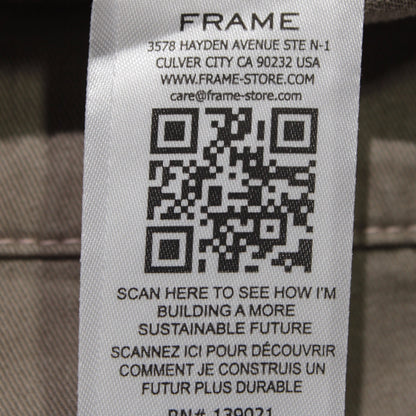 FRAME
3578 HAYDEN AVENUE STE N-1
CULVER CITY CA 90232 USA
WWW.FRAME-STORE.COM
care@frame-store.com
SCAN HERE TO SEE HOW I'M
BUILDING A MORE
SUSTAINABLE FUTURE
SCANNEZ ICI POUR DÉCOUVRIR
COMMENT JE CONSTRUIS UN
FUTUR PLUS DURABLE
RN# 139021